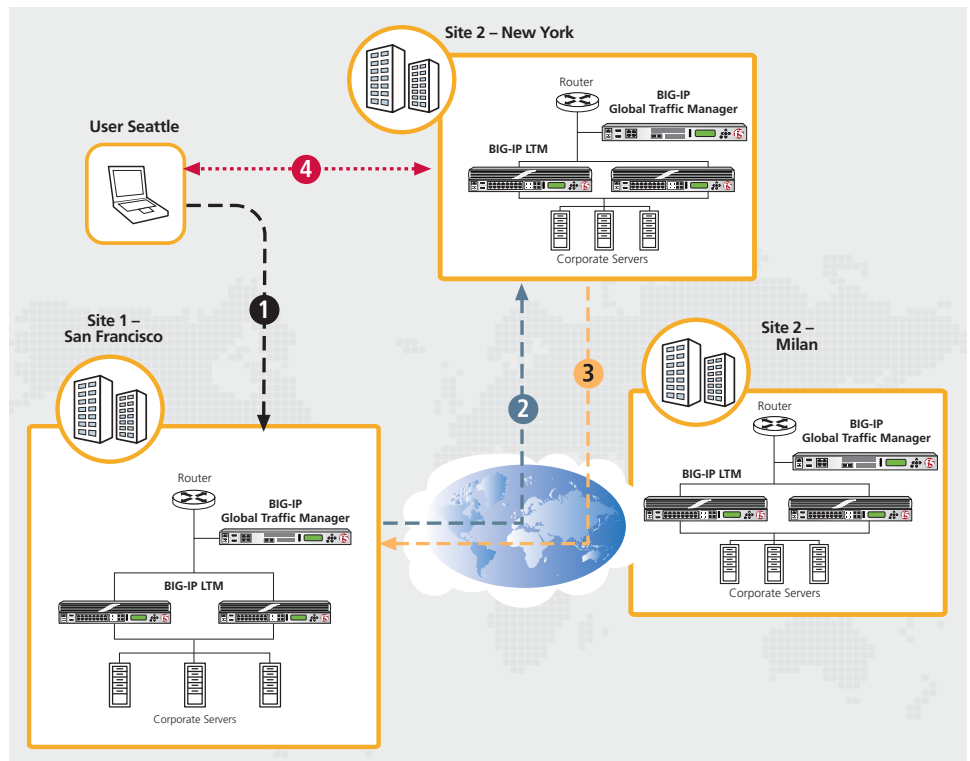 Site 2 – New York
Router
BIG-IP
Global Traffic Manager
BIG-IP LTM
Corporate Servers
User Seattle
4
1
2
3
Site 1 –
San Francisco
Router
BIG-IP
Global Traffic Manager
BIG-IP LTM
Corporate Servers
Site 2 –
Milan
Router
BIG-IP
Global Traffic Manager
BIG-IP LTM
Corporate Servers